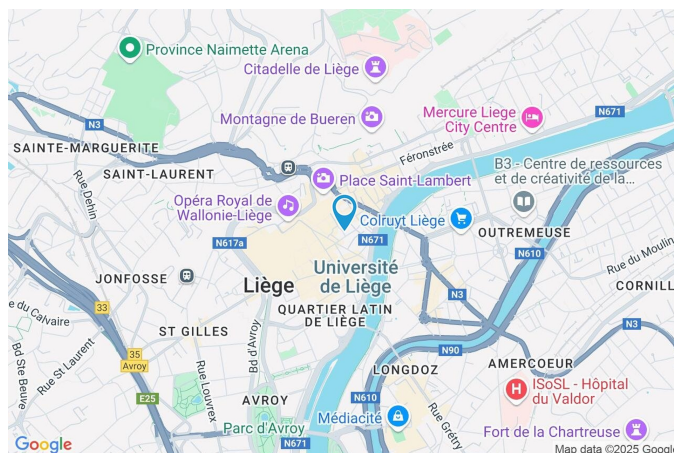 Province Naimette Arena
Citadelle de Liège
Montagne de Bueren
Mercure Liege
City Centre
N671
N3
SAINTE-MARGUERITE
Féronstrée
B3 - Centre de ressources
et de créativité de la...
SAINT-LAURENT
Place Saint-Lambert
Rue Dehin
Opéra Royal de
Wallonie-Liège
Colruyt Liège
OUTREMEUSE
N617a
N671
N610
Rue du Moulin
Université
de Liège
JONFOSSE
Liège
CORNILL
N3
33
QUARTIER LATIN
DE LIÈGE
e du Calvaire
ST GILLES
N3
35
Avroy
Bd d'Avroy
N90
AMERCOEUR
Bd Ste Beuve
Rue St Laurent
Rue Louvrex
LONGDOZ
ISoSL - Hôpital
du Valdor
E25
AVROY
N610
Médiacité
Rue Grétry
Parc d'Avroy
Fort de la Chartreuse
Google
N671
Map data ©2025 Google